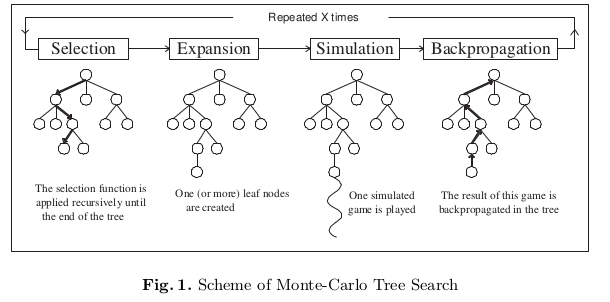 Repeated X times
Selection
Expansion
Simulation
Backpropagation
The selection function is
applied recursively until
the end of the tree
One (or more) leaf nodes
are created
One simulated
game is played
The result of this game is
backpropagated in the tree
Fig. 1. Scheme of Monte-Carlo Tree Search